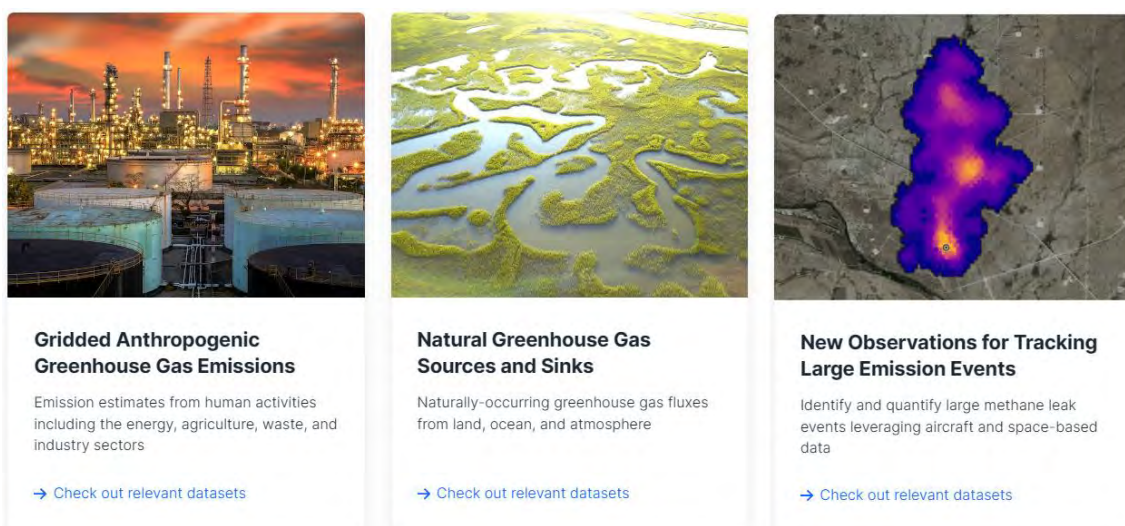 Gridded Anthropogenic
Greenhouse Gas Emissions
Emission estimates from human activities
including the energy, agriculture, waste, and
industry sectors
→ Check out relevant datasets
Natural Greenhouse Gas
Sources and Sinks
Naturally-occurring greenhouse gas fluxes
from land, ocean, and atmosphere
→ Check out relevant datasets
New Observations for Tracking
Large Emission Events
Identify and quantify large methane leak
events leveraging aircraft and space-based
data
→ Check out relevant datasets